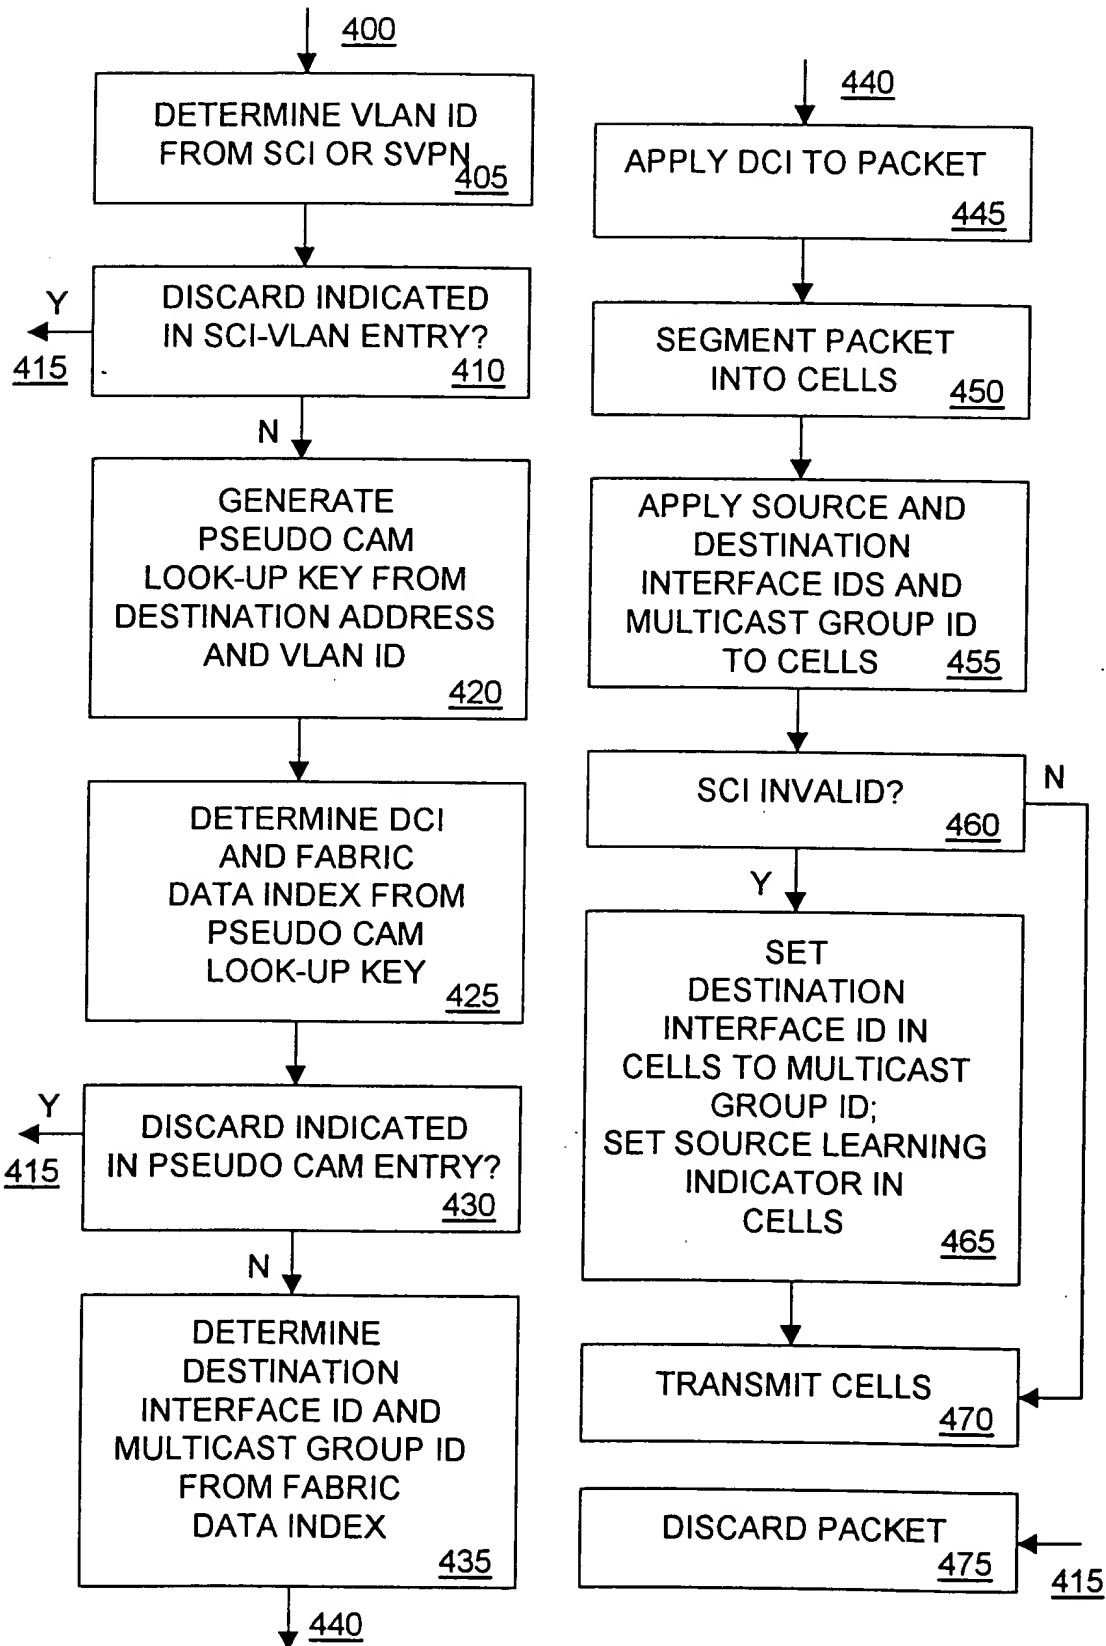 400
DETERMINE VLAN ID
FROM SCI OR SVPN
405
DISCARD INDICATED
IN SCI-VLAN ENTRY?
410
Y
415
N
GENERATE
PSEUDO CAM
LOOK-UP KEY FROM
DESTINATION ADDRESS
AND VLAN ID
420
DETERMINE DCI
AND FABRIC
DATA INDEX FROM
PSEUDO CAM
LOOK-UP KEY
425
DISCARD INDICATED
IN PSEUDO CAM ENTRY?
430
Y
415
N
DETERMINE
DESTINATION
INTERFACE ID AND
MULTICAST GROUP ID
FROM FABRIC
DATA INDEX
435
440
440
APPLY DCI TO PACKET
445
SEGMENT PACKET
INTO CELLS
450
APPLY SOURCE AND
DESTINATION
INTERFACE IDS AND
MULTICAST GROUP ID
TO CELLS
455
SCI INVALID?
460
N
Y
SET
DESTINATION
INTERFACE ID IN
CELLS TO MULTICAST
GROUP ID;
SET SOURCE LEARNING
INDICATOR IN
CELLS
465
TRANSMIT CELLS
470
DISCARD PACKET
475
415